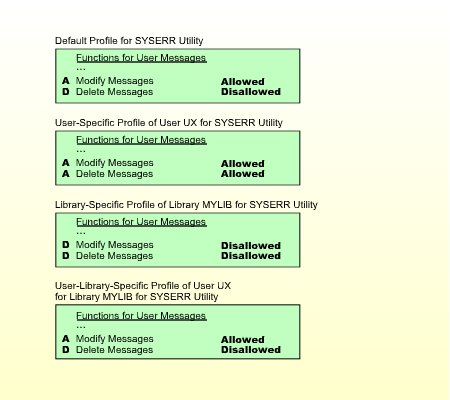 Default Profile for SYSERR Utility
Functions for User Messages
...
A Modify Messages Allowed
D Delete Messages Disallowed
User-Specific Profile of User UX for SYSERR Utility
Functions for User Messages
...
A Modify Messages Allowed
A Delete Messages Allowed
Library-Specific Profile of Library MYLIB for SYSERR Utility
Functions for User Messages
...
D Modify Messages Disallowed
D Delete Messages Disallowed
User-Library-Specific Profile of User UX
for Library MYLIB for SYSERR Utility
Functions for User Messages
...
A Modify Messages Allowed
D Delete Messages Disallowed